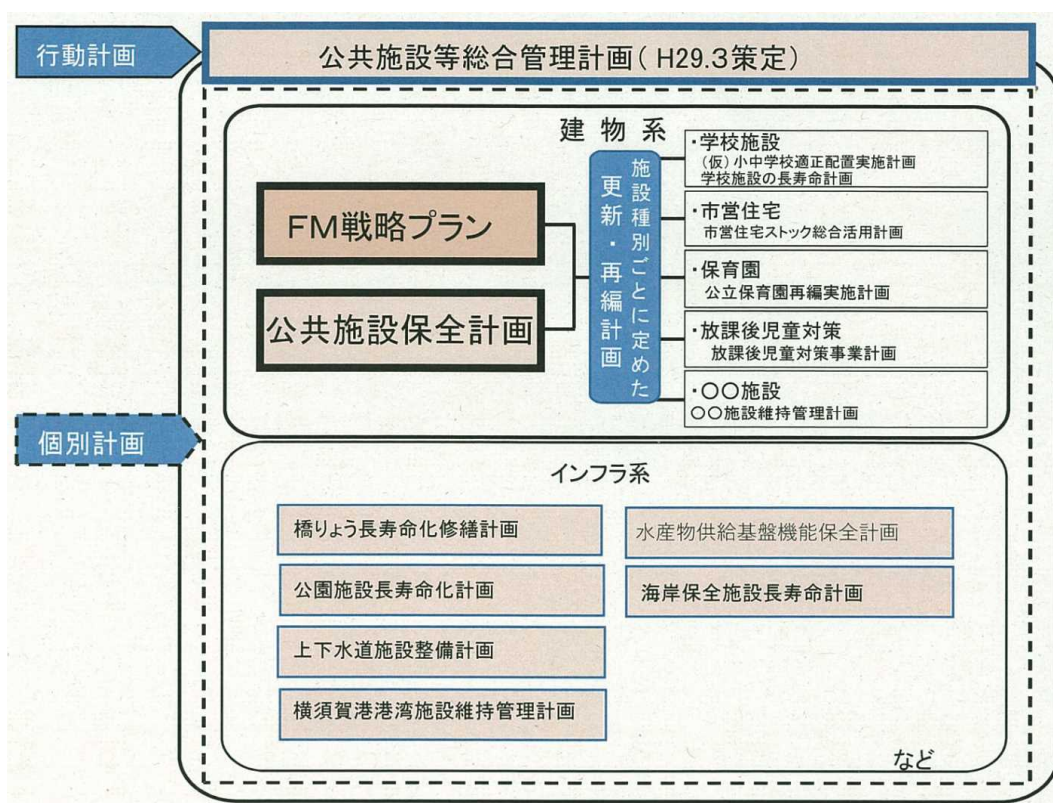 行動計画
公共施設等総合管理計画( H29.3策定)
建物系
FM戦略プラン
公共施設保全計画
施設種別ごとに定めた
更新・再編計画
・学校施設
(仮)小中学校適正配置実施計画
学校施設の長寿命計画
・市営住宅
市営住宅ストック総合活用計画
・保育園
公立保育園再編実施計画
・放課後児童対策
放課後児童対策事業計画
・〇〇施設
〇〇施設維持管理計画
個別計画
インフラ系
橋りょう長寿命化修繕計画
水産物供給基盤機能保全計画
公園施設長寿命化計画
海岸保全施設長寿命計画
上下水道施設整備計画
横須賀港港湾施設維持管理計画
など